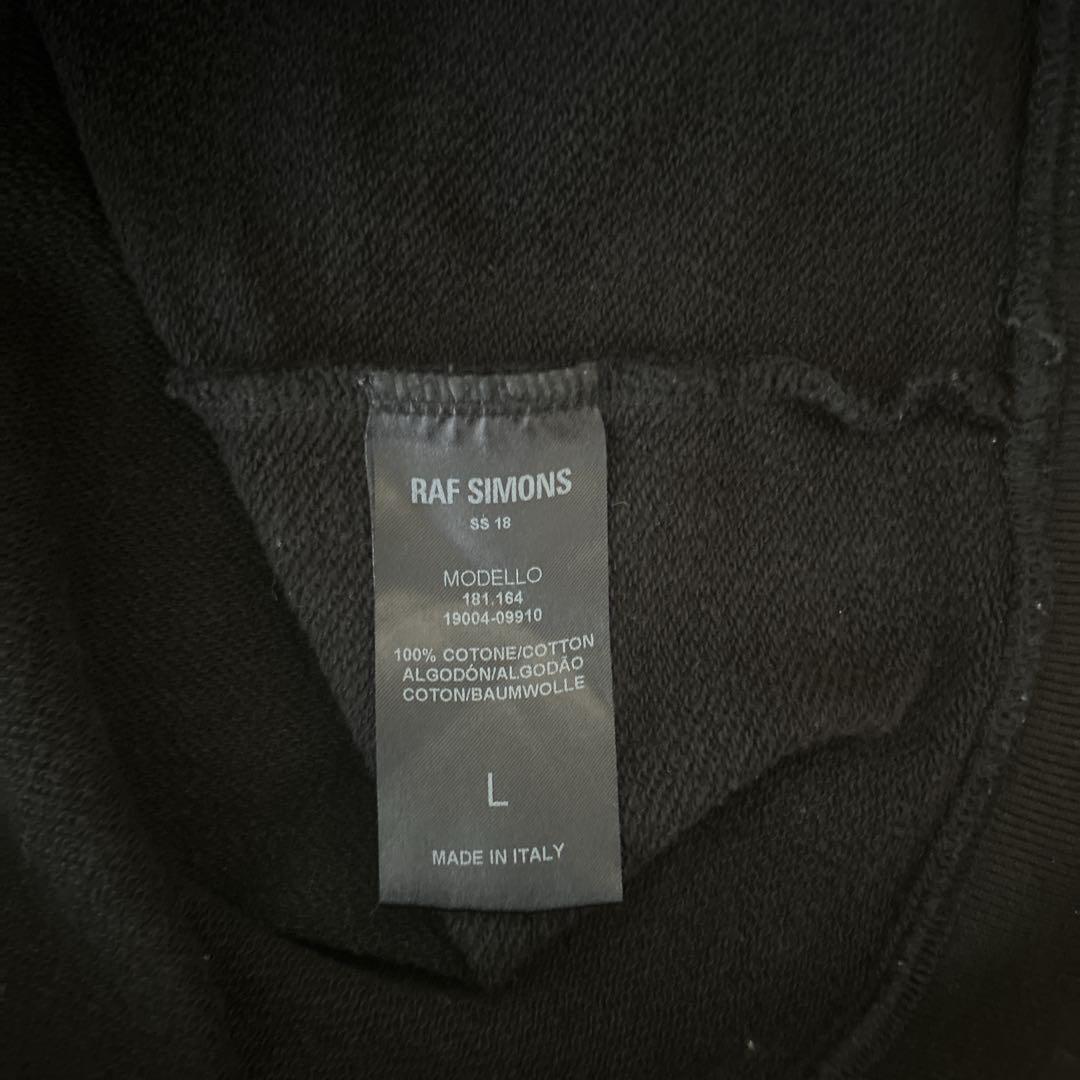 RAF SIMONS
SS 18
MODELLO
181.164
19004-09910
100% COTONE/COTTON
ALGODÓN/ALGODÃO
COTON/BAUMWOLLE
L
MADE IN ITALY